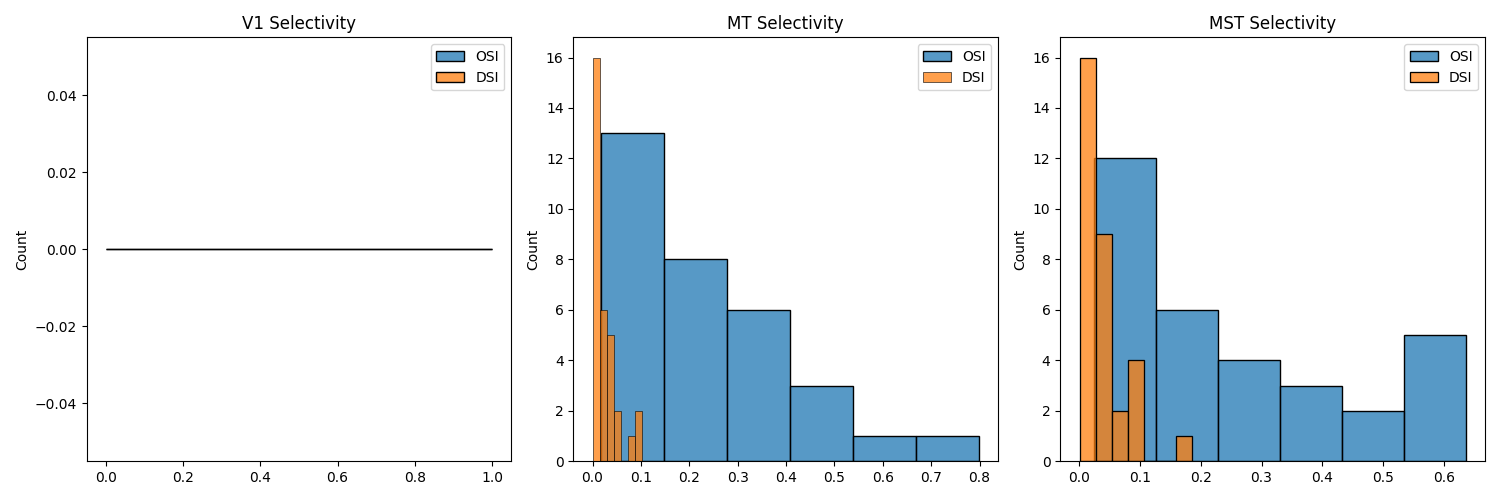 V1 Selectivity
Count
0.04
0.02
0.00
−0.02
−0.04
0.0 0.2 0.4 0.6 0.8 1.0
OSI
DSI
MT Selectivity
Count
16
14
12
10
8
6
4
2
0
0.0 0.1 0.2 0.3 0.4 0.5 0.6 0.7 0.8
OSI
DSI
MST Selectivity
Count
16
14
12
10
8
6
4
2
0
0.0 0.1 0.2 0.3 0.4 0.5 0.6
OSI
DSI